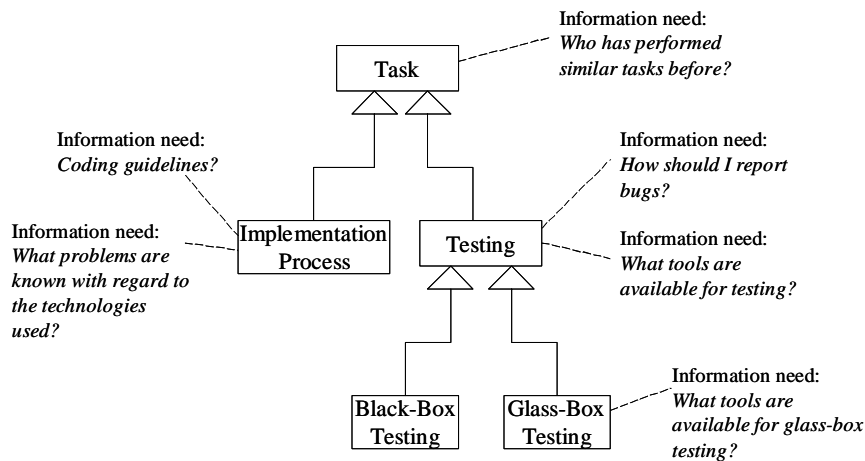 Information need:
Who has performed
similar tasks before?
Task
Information need:
Coding guidelines?
Information need:
How should I report
bugs?
Information need:
What problems are
known with regard to
the technologies
used?
Implementation
Process
Testing
Information need:
What tools are
available for testing?
Black-Box
Testing
Glass-Box
Testing
Information need:
What tools are
available for glass-box
testing?